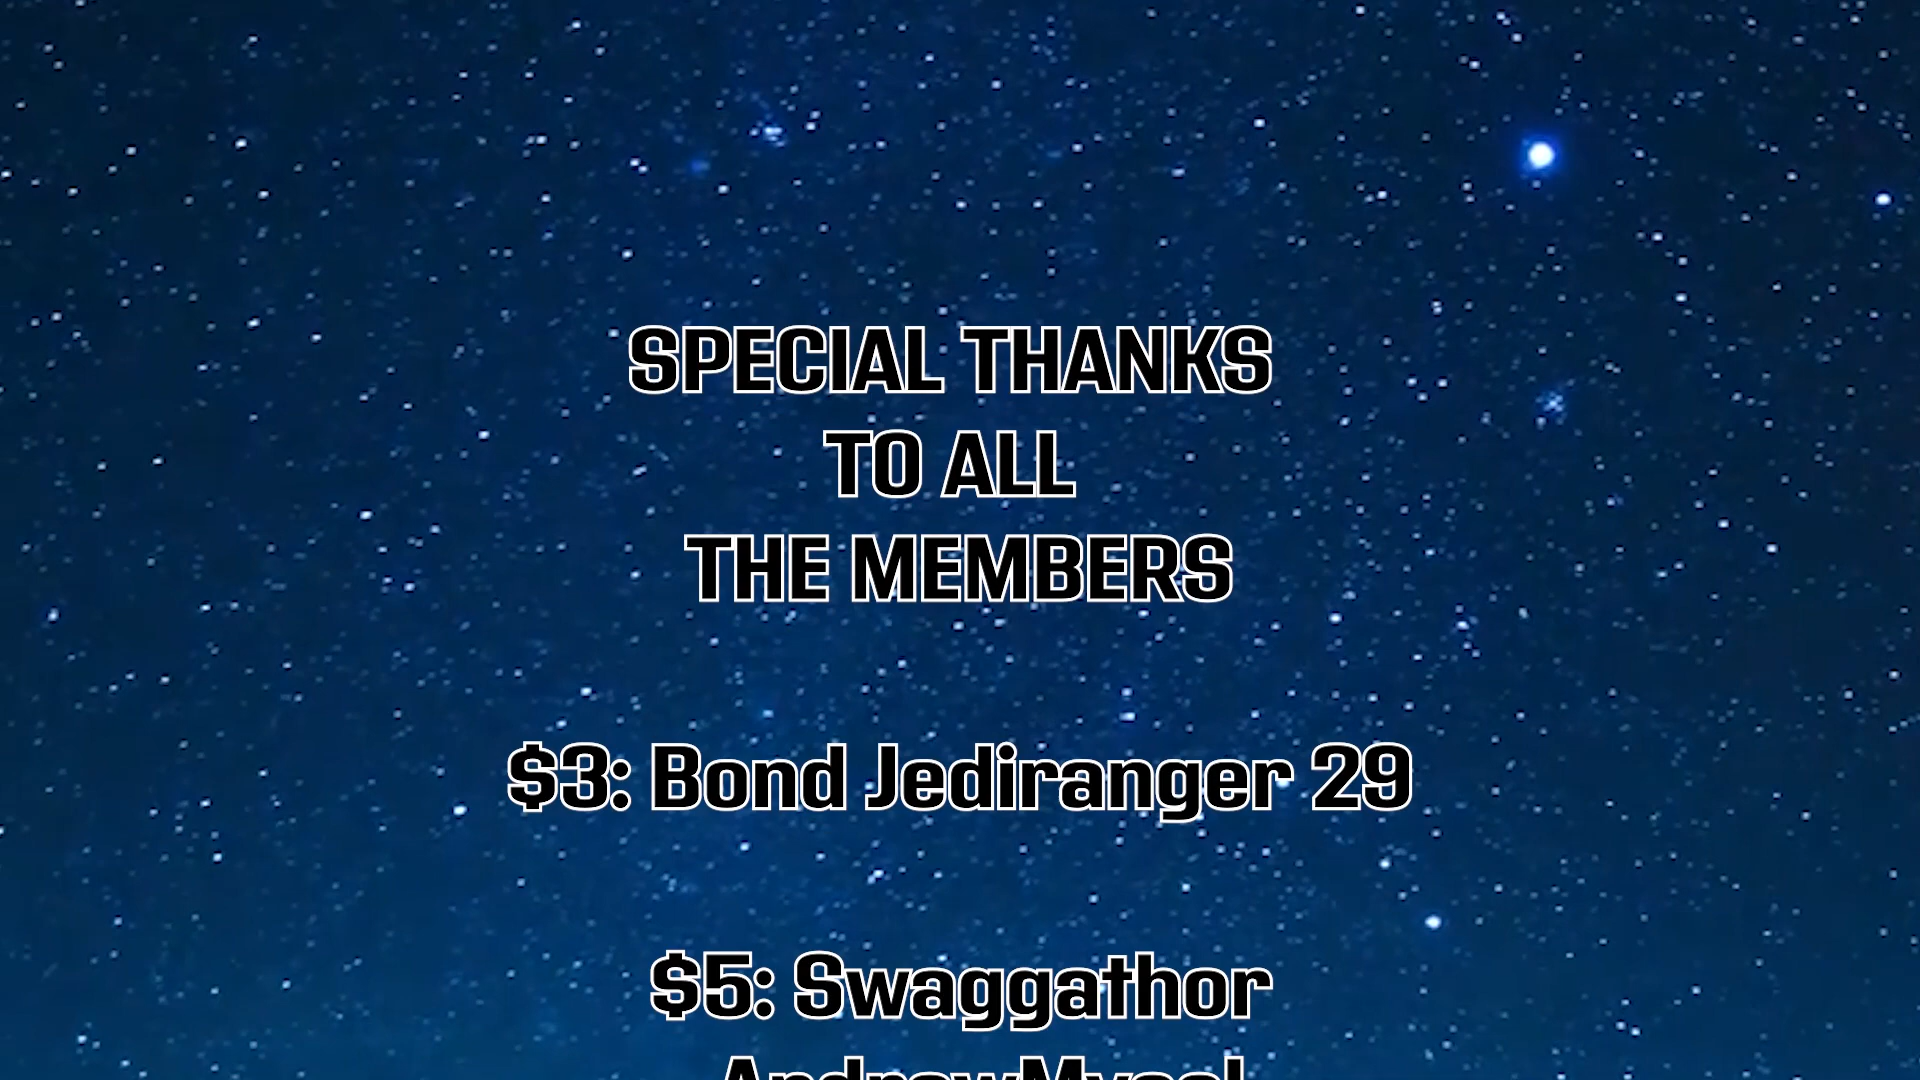 SPECIAL THANKS
TO ALL
THE MEMBERS
$3: Bond Jediranger 29
$5: Swaggathor